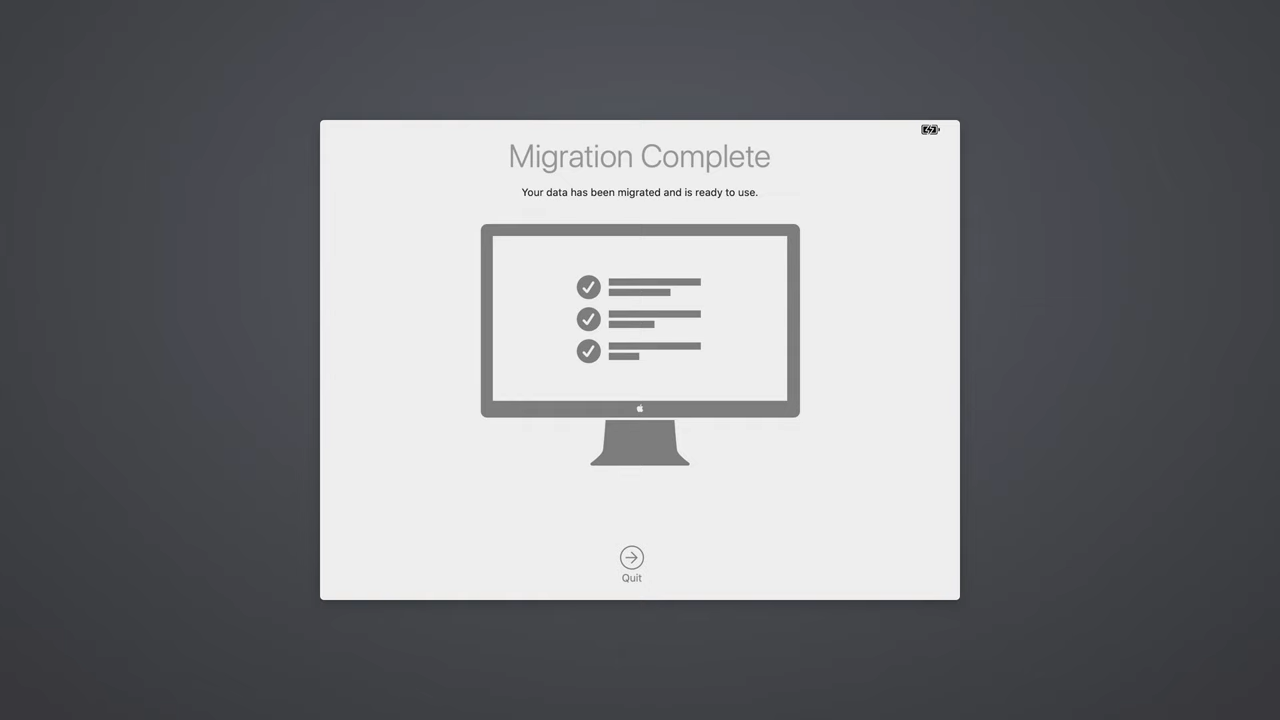 Migration Complete
Your data has been migrated and is ready to use.
Quit